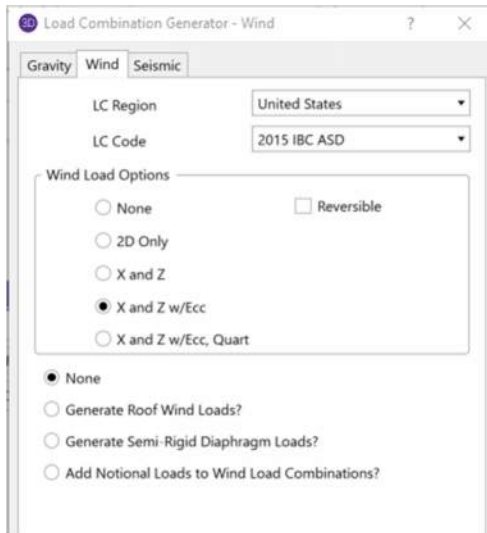 3D Load Combination Generator - Wind ? ×
Gravity Wind Seismic
LC Region United States
LC Code 2015 IBC ASD
Wind Load Options
None Reversible
2D Only
X and Z
X and Z w/Ecc
X and Z w/Ecc, Quart
None
Generate Roof Wind Loads?
Generate Semi-Rigid Diaphragm Loads?
Add Notional Loads to Wind Load Combinations?